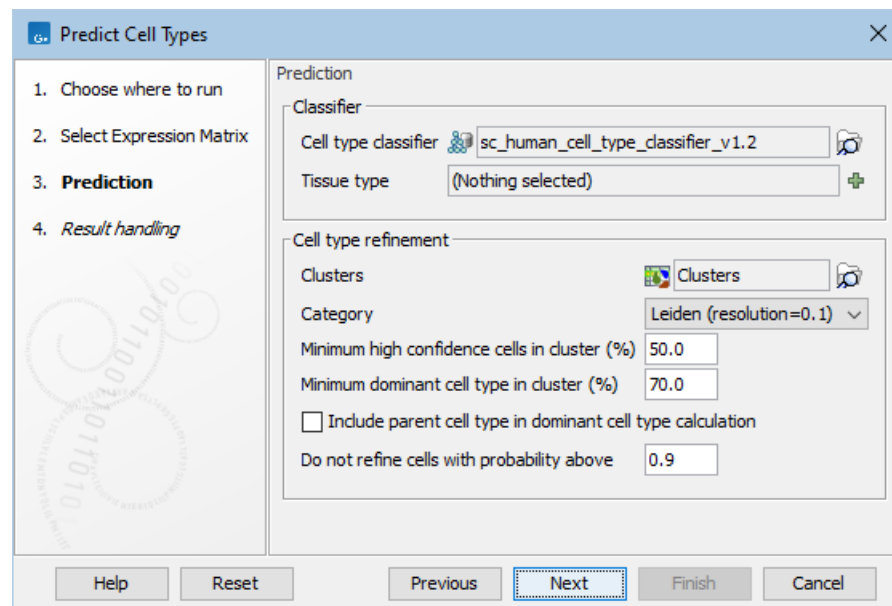 G.
Predict Cell Types
1. Choose where to run
2. Select Expression Matrix
3. Prediction
4. Result handling
Prediction
Classifier
Cell type classifier sc_human_cell_type_classifier_v1.2
Tissue type (Nothing selected)
Cell type refinement
Clusters Clusters
Category Leiden (resolution=0.1)
Minimum high confidence cells in cluster (%) 50.0
Minimum dominant cell type in cluster (%) 70.0
Include parent cell type in dominant cell type calculation
Do not refine cells with probability above 0.9
Help Reset Previous Next Finish Cancel